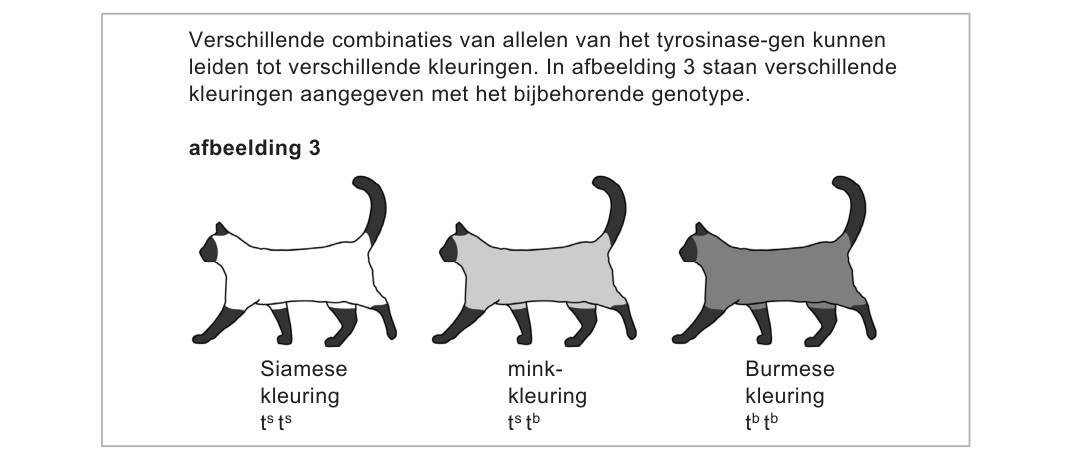 Verschillende combinaties van allelen van het tyrosinase-gen kunnen
leiden tot verschillende kleuringen. In afbeelding 3 staan verschillende
kleuringen aangegeven met het bijbehorende genotype.
afbeelding 3
Siamese
kleuring
tˢ tˢ
mink-
kleuring
tˢ tᵇ
Burmese
kleuring
tᵇ tᵇ